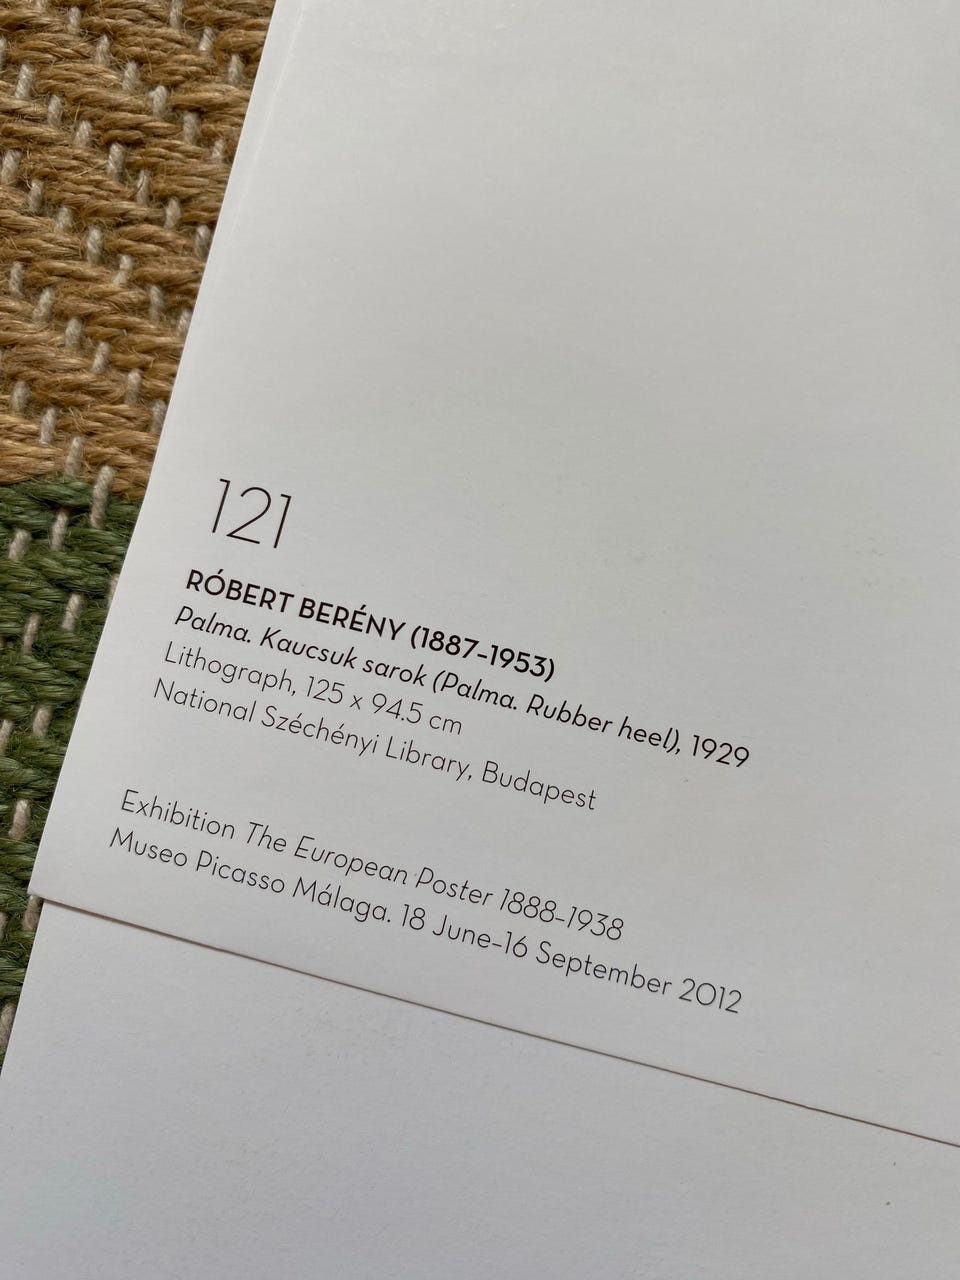 121
RÓBERT BERÉNY (1887–1953)
Palma. Kaucsuk sarok (Palma. Rubber heel), 1929
Lithograph, 125 x 94.5 cm
National Széchényi Library, Budapest
Exhibition The European Poster 1888–1938
Museo Picasso Málaga. 18 June–16 September 2012